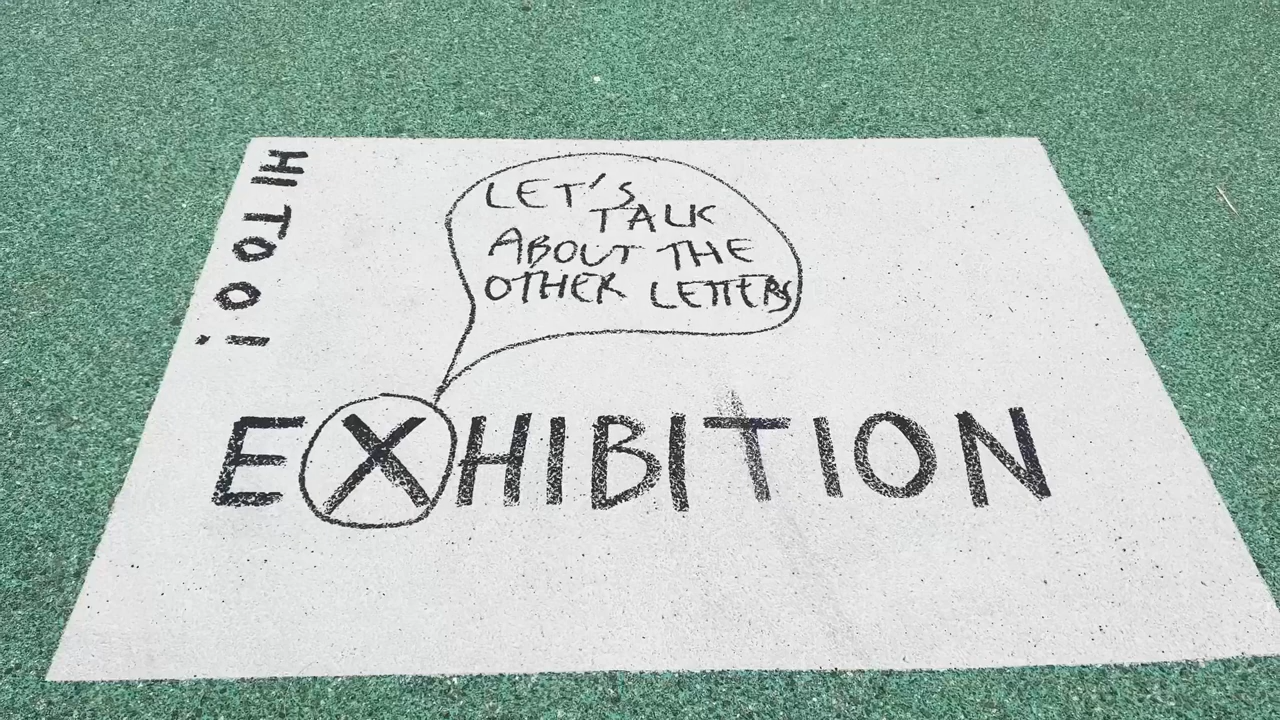 HI TOO!
LET'S
TALK
ABOUT THE
OTHER LETTERS
EXHIBITION